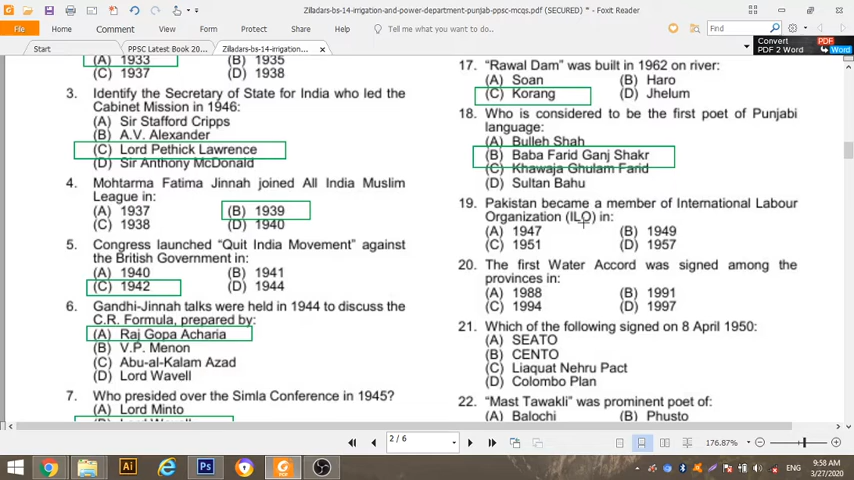 Zilladars-bs-14-irrigation-and-power-department-punjab-ppsc-mcqs.pdf (SECURED) * - Foxit Reader
File
Home
Comment
View
Form
Protect
Share
Help
Tell me what you want to do...
Find
Start
PPSC Latest Book 20...
Zilladars-bs-14-irrigation...
Convert
PDF 2 Word
PDF
Word
(A) 1933 (B) 1935
(C) 1937 (D) 1938
3. Identify the Secretary of State for India who led the
Cabinet Mission in 1946:
(A) Sir Stafford Cripps
(B) A.V. Alexander
(C) Lord Pethick Lawrence
(D) Sir Anthony McDonald
4. Mohtarma Fatima Jinnah joined All India Muslim
League in:
(A) 1937 (B) 1939
(C) 1938 (D) 1940
5. Congress launched "Quit India Movement" against
the British Government in:
(A) 1940 (B) 1941
(C) 1942 (D) 1944
6. Gandhi-Jinnah talks were held in 1944 to discuss the
C.R. Formula, prepared by:
(A) Raj Gopa Acharia
(B) V.P. Menon
(C) Abu-al-Kalam Azad
(D) Lord Wavell
7. Who presided over the Simla Conference in 1945?
(A) Lord Minto
17. "Rawal Dam" was built in 1962 on river:
(A) Soan (B) Haro
(C) Korang (D) Jhelum
18. Who is considered to be the first poet of Punjabi
language:
(A) Bulleh Shah
(B) Baba Farid Ganj Shakr
(C) Khawaja Ghulam Farid
(D) Sultan Bahu
19. Pakistan became a member of International Labour
Organization (ILO) in:
(A) 1947 (B) 1949
(C) 1951 (D) 1957
20. The first Water Accord was signed among the
provinces in:
(A) 1988 (B) 1991
(C) 1994 (D) 1997
21. Which of the following signed on 8 April 1950:
(A) SEATO
(B) CENTO
(C) Liaquat Nehru Pact
(D) Colombo Plan
22. "Mast Tawakli" was prominent poet of:
(A) Balochi (B) Phusto
2 / 6
176.87%
Ai
Ps
ENG
9:58 AM
3/27/2020